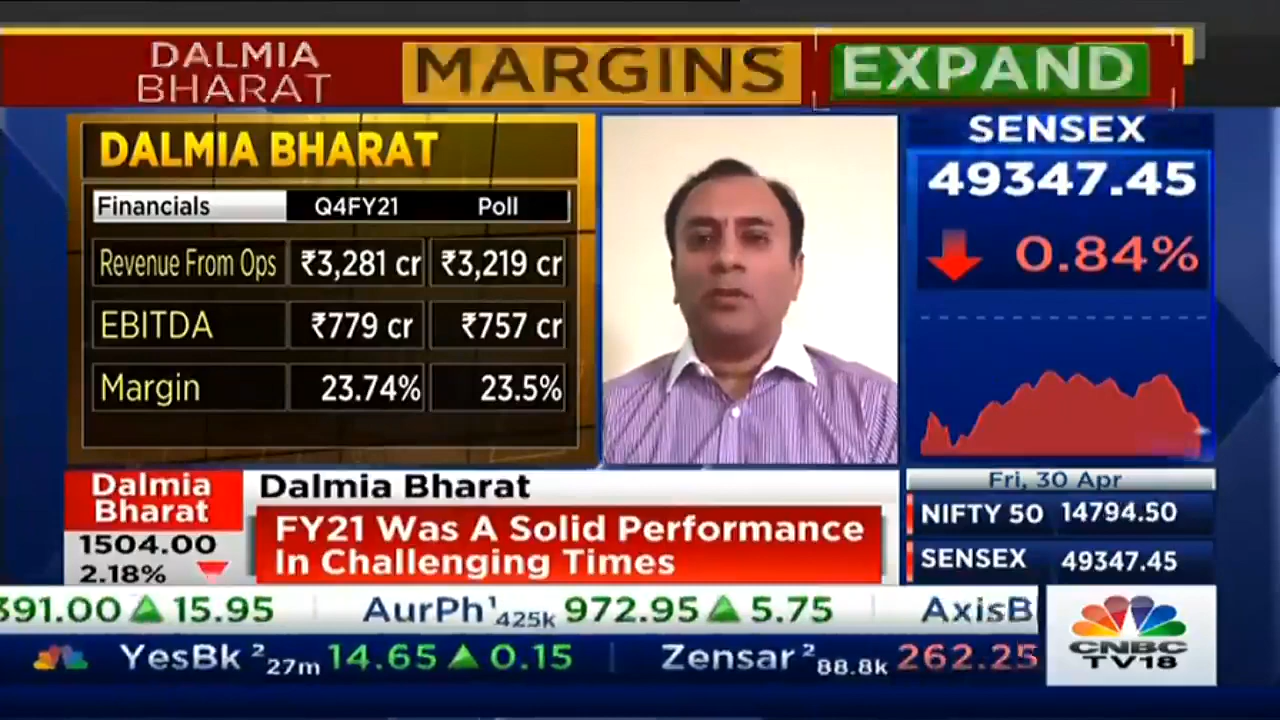 DALMIA
BHARAT
MARGINS
EXPAND
DALMIA BHARAT
Financials Q4FY21 Poll
Revenue From Ops ₹3,281 cr ₹3,219 cr
EBITDA ₹779 cr ₹757 cr
Margin 23.74% 23.5%
SENSEX
49347.45
0.84%
Fri, 30 Apr
NIFTY 50 14794.50
SENSEX 49347.45
Dalmia
Bharat
1504.00
2.18%
Dalmia Bharat
FY21 Was A Solid Performance
In Challenging Times
391.00 ▲ 15.95 AurPh¹ 425k 972.95 ▲ 5.75 AxisB
YesBk² 27m 14.65 ▲ 0.15 Zensar² 88.8k 262.25
CNBC
TV18